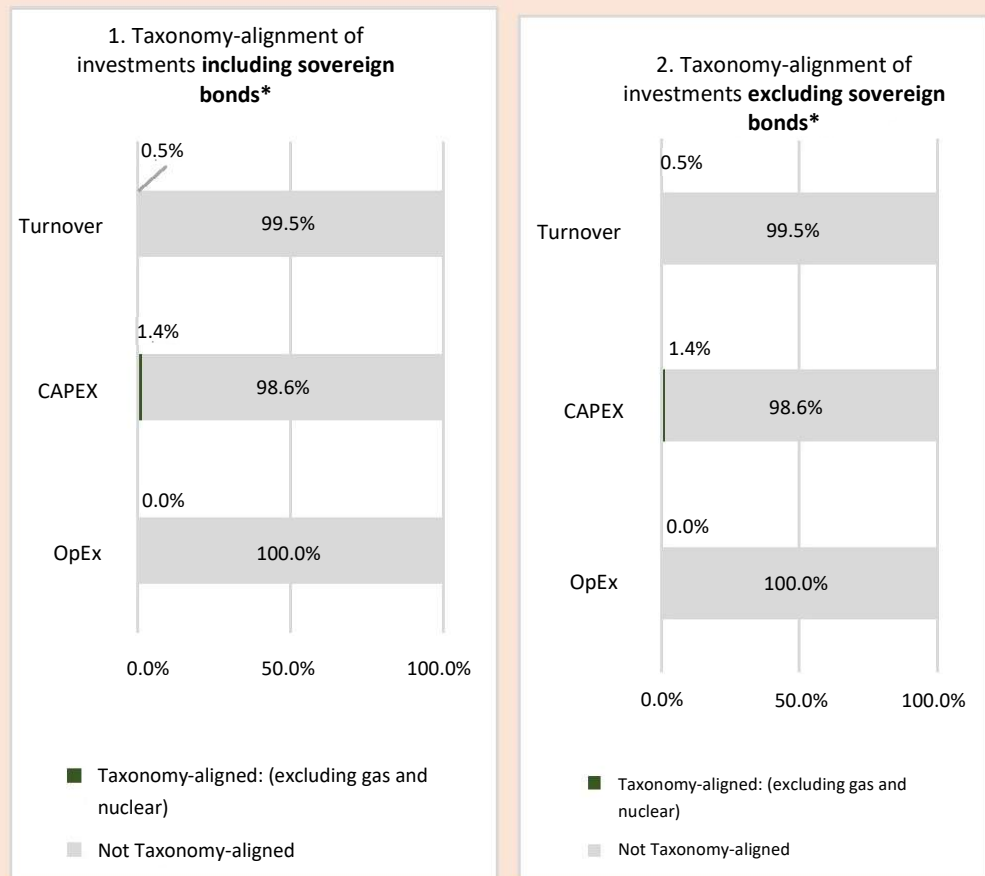 1. Taxonomy-alignment of
investments including sovereign
bonds*
0.5%
Turnover
99.5%
1.4%
CAPEX
98.6%
0.0%
OpEx
100.0%
0.0%
50.0%
100.0%
Taxonomy-aligned: (excluding gas and
nuclear)
Not Taxonomy-aligned
2. Taxonomy-alignment of
investments excluding sovereign
bonds*
0.5%
Turnover
99.5%
1.4%
CAPEX
98.6%
0.0%
OpEx
100.0%
0.0%
50.0%
100.0%
Taxonomy-aligned: (excluding gas and
nuclear)
Not Taxonomy-aligned